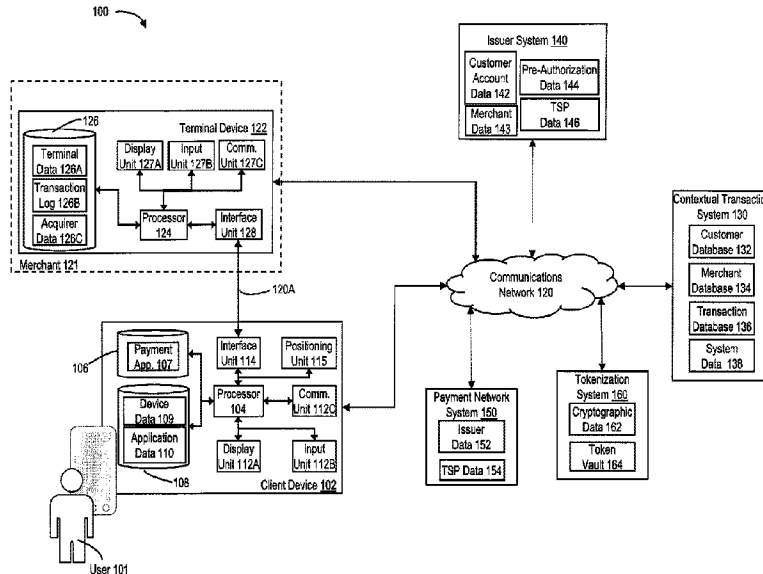 100
Issuer System 140
Customer
Account
Data 142
Pre-Authorization
Data 144
Merchant
Data 143
TSP
Data 146
126
Terminal Device 122
Terminal
Data 126A
Transaction
Log 126B
Acquirer
Data 126C
Display
Unit 127A
Input
Unit 127B
Comm.
Unit 127C
Processor
124
Interface
Unit 128
Merchant 121
120A
Communications
Network 120
Contextual Transaction
System 130
Customer
Database 132
Merchant
Database 134
Transaction
Database 136
System
Data 138
106
Payment
App. 107
Device
Data 109
Application
Data 110
108
Interface
Unit 114
Positioning
Unit 115
Processor
104
Comm.
Unit 112C
Display
Unit 112A
Input
Unit 112B
Client Device 102
User 101
Payment Network
System 150
Issuer
Data 152
TSP Data 154
Tokenization
System 160
Cryptographic
Data 162
Token
Vault 164